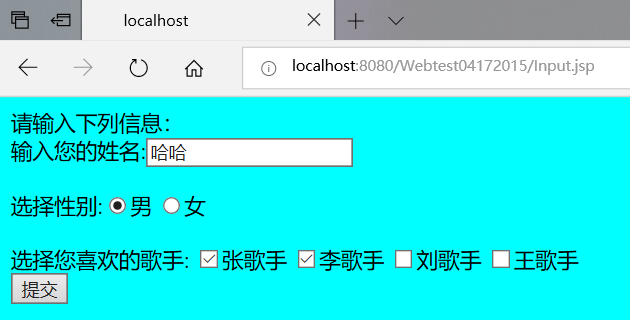 localhost
localhost:8080/Webtest04172015/Input.jsp
请输入下列信息：
输入您的姓名:哈哈
选择性别: 男 女
选择您喜欢的歌手: 张歌手 李歌手 刘歌手 王歌手
提交